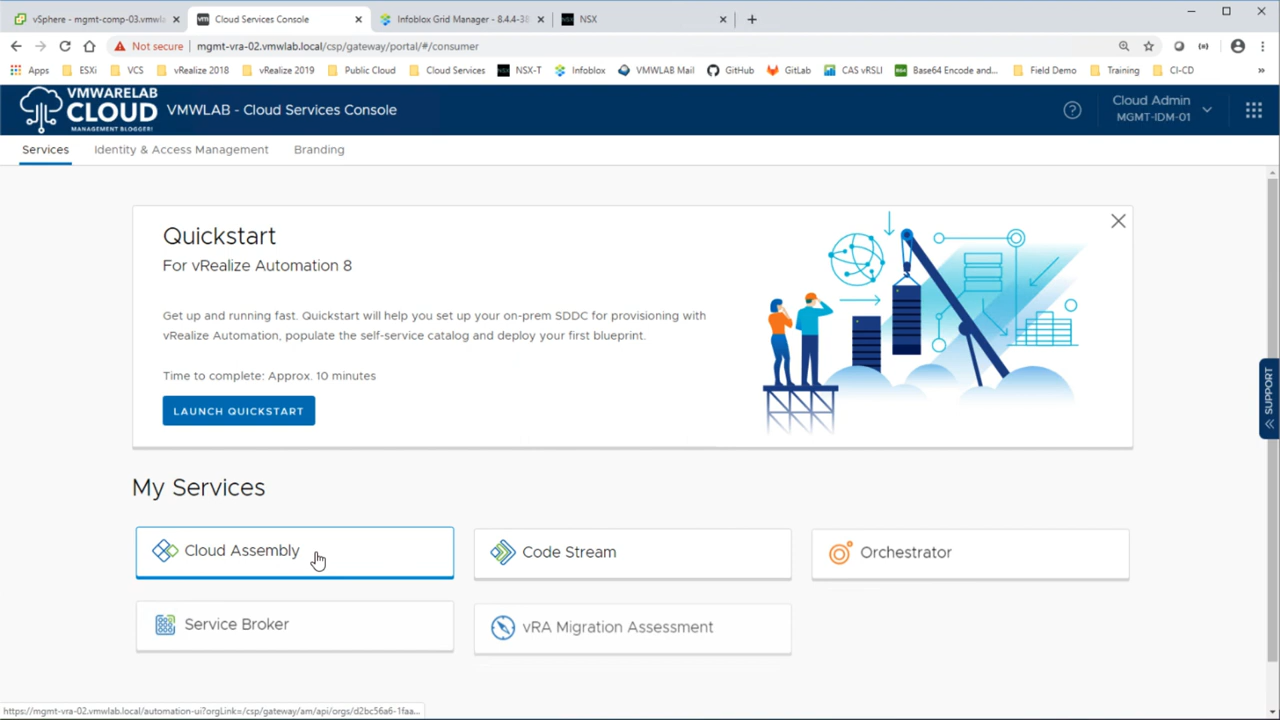 vSphere - mgmt-comp-03.vmwla
Cloud Services Console
Infoblox Grid Manager - 8.4.4-38
NSX
Not secure
mgmt-vra-02.vmwlab.local/csp/gateway/portal/#/consumer
Apps
ESXi
VCS
vRealize 2018
vRealize 2019
Public Cloud
Cloud Services
NSX-T
Infoblox
VMWLAB Mail
GitHub
GitLab
CAS vRSLI
Base64 Encode and...
Field Demo
Training
CI-CD
VMWARELAB
CLOUD
MANAGEMENT BLOGGER!
VMWLAB - Cloud Services Console
Cloud Admin
MGMT-IDM-01
Services
Identity & Access Management
Branding
Quickstart
For vRealize Automation 8
Get up and running fast. Quickstart will help you set up your on-prem SDDC for provisioning with
vRealize Automation, populate the self-service catalog and deploy your first blueprint.
Time to complete: Approx. 10 minutes
LAUNCH QUICKSTART
SUPPORT
My Services
Cloud Assembly
Code Stream
Orchestrator
Service Broker
vRA Migration Assessment
https://mgmt-vra-02.vmwlab.local/automation-ui?orgLink=/csp/gateway/am/api/orgs/d2bc56a6-1faa...